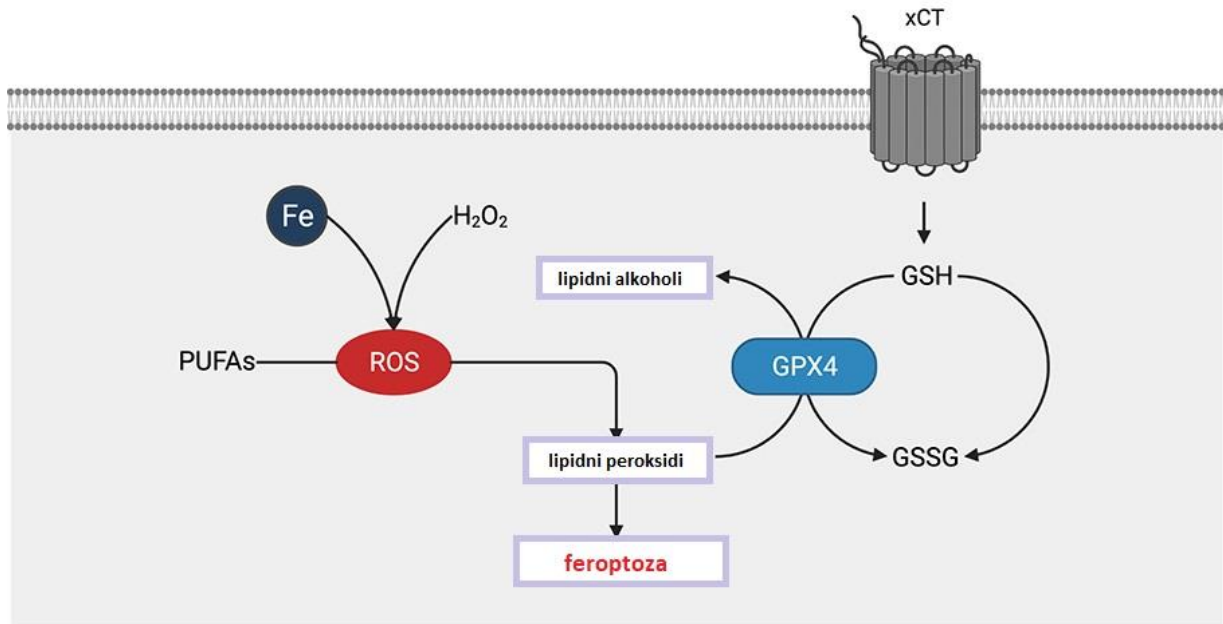 xCT
Fe
H₂O₂
lipidni alkoholi
GSH
PUFAs
ROS
GPX4
lipidni peroksidi
GSSG
feroptoza